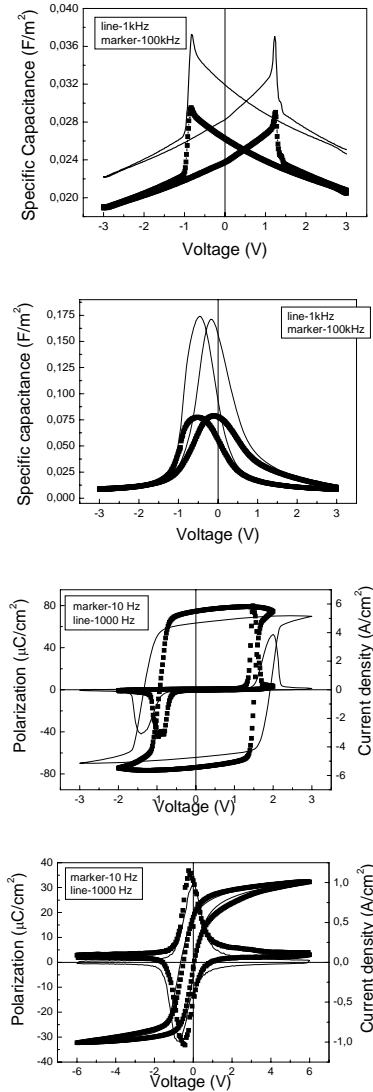 Specific Capacitance (F/m²)
0,040
0,036
0,032
0,028
0,024
0,020
line-1kHz
marker-100kHz
-3 -2 -1 0 1 2 3
Voltage (V)
Specific capacitance (F/m²)
0,175
0,150
0,125
0,100
0,075
0,050
0,025
0,000
line-1kHz
marker-100kHz
-3 -2 -1 0 1 2 3
Voltage (V)
Polarization (μC/cm²)
80
40
0
-40
-80
marker-10 Hz
line-1000 Hz
6
4
2
0
-2
-4
-6
Current density (A/cm²)
-3 -2 -1 0 1 2 3
Voltage (V)
Polarization (μC/cm²)
40
30
20
10
0
-10
-20
-30
-40
marker-10 Hz
line-1000 Hz
1,0
0,5
0,0
-0,5
-1,0
Current density (A/cm²)
-6 -4 -2 0 2 4 6
Voltage (V)